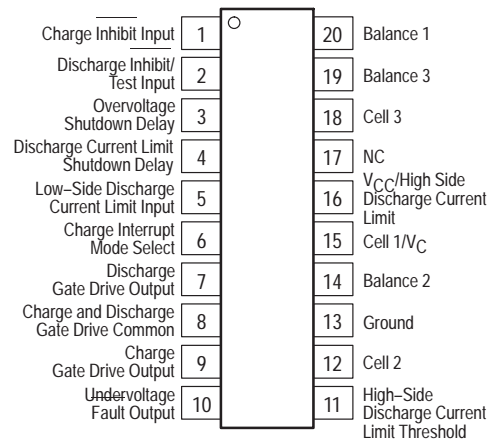 Charge Inhibit Input
1
Discharge Inhibit/
Test Input
2
Overvoltage
Shutdown Delay
3
Discharge Current Limit
Shutdown Delay
4
Low–Side Discharge
Current Limit Input
5
Charge Interrupt
Mode Select
6
Discharge
Gate Drive Output
7
Charge and Discharge
Gate Drive Common
8
Charge
Gate Drive Output
9
Undervoltage
Fault Output
10
20 Balance 1
19 Balance 3
18 Cell 3
17 NC
16
VCC/High Side
Discharge Current
Limit
15 Cell 1/VC
14 Balance 2
13 Ground
12 Cell 2
11
High–Side
Discharge Current
Limit Threshold